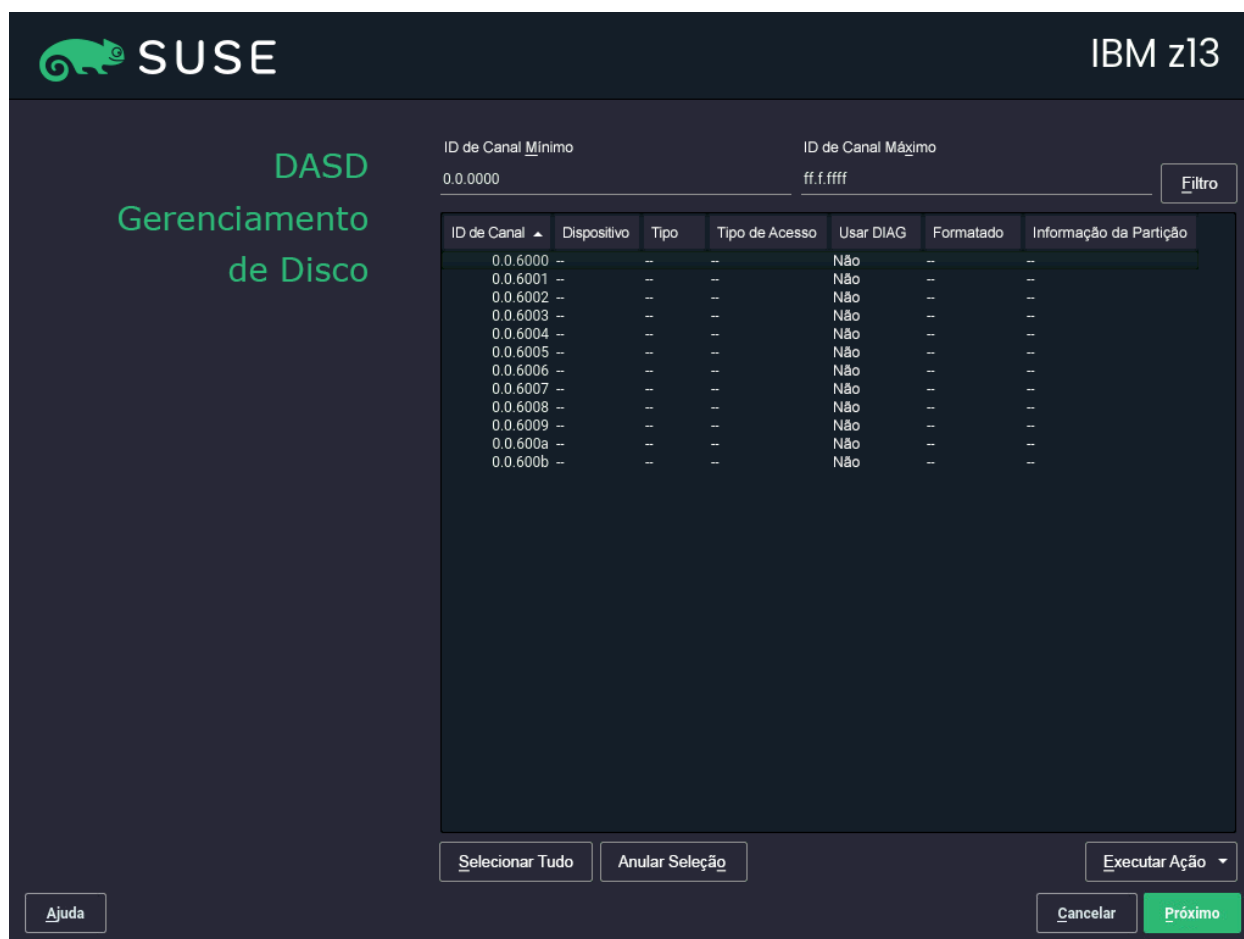 SUSE
IBM z13
DASD
Gerenciamento
de Disco
ID de Canal Mínimo
ID de Canal Máximo
0.0.0000
ff.f.ffff
Filtro
ID de Canal Dispositivo Tipo Tipo de Acesso Usar DIAG Formatado Informação da Partição
0.0.6000 -- -- -- Não -- --
0.0.6001 -- -- -- Não -- --
0.0.6002 -- -- -- Não -- --
0.0.6003 -- -- -- Não -- --
0.0.6004 -- -- -- Não -- --
0.0.6005 -- -- -- Não -- --
0.0.6006 -- -- -- Não -- --
0.0.6007 -- -- -- Não -- --
0.0.6008 -- -- -- Não -- --
0.0.6009 -- -- -- Não -- --
0.0.600a -- -- -- Não -- --
0.0.600b -- -- -- Não -- --
Selecionar Tudo
Anular Seleção
Executar Ação
Ajuda
Cancelar
Próximo